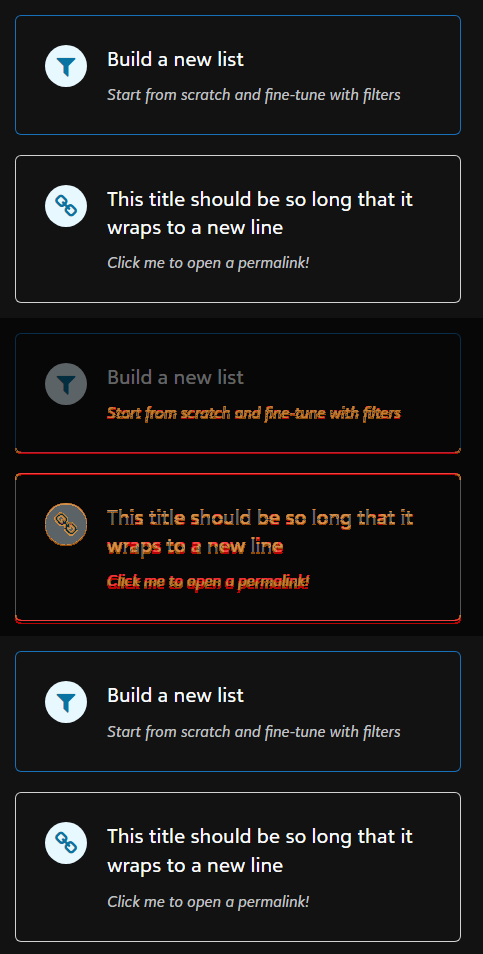 Build a new list
Start from scratch and fine-tune with filters
This title should be so long that it
wraps to a new line
Click me to open a permalink!
Build a new list
Start from scratch and fine-tune with filters
This title should be so long that it
wraps to a new line
Click me to open a permalink!
Build a new list
Start from scratch and fine-tune with filters
This title should be so long that it
wraps to a new line
Click me to open a permalink!